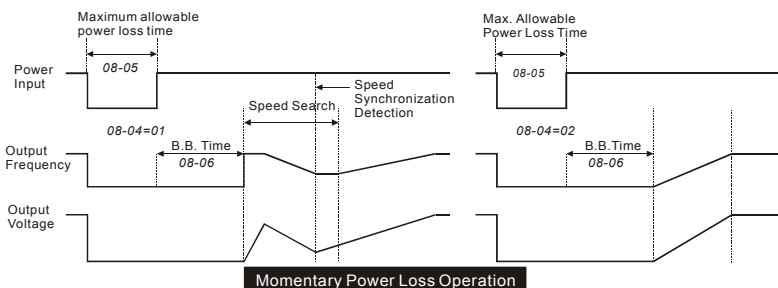 Maximum allowable
power loss time
Max. Allowable
Power Loss Time
Power
Input
08-05
08-05
Speed
Synchronization
Detection
Speed Search
08-04=01
08-04=02
Output
Frequency
B.B. Time
08-06
B.B.Time
08-06
Output
Voltage
Momentary Power Loss Operation